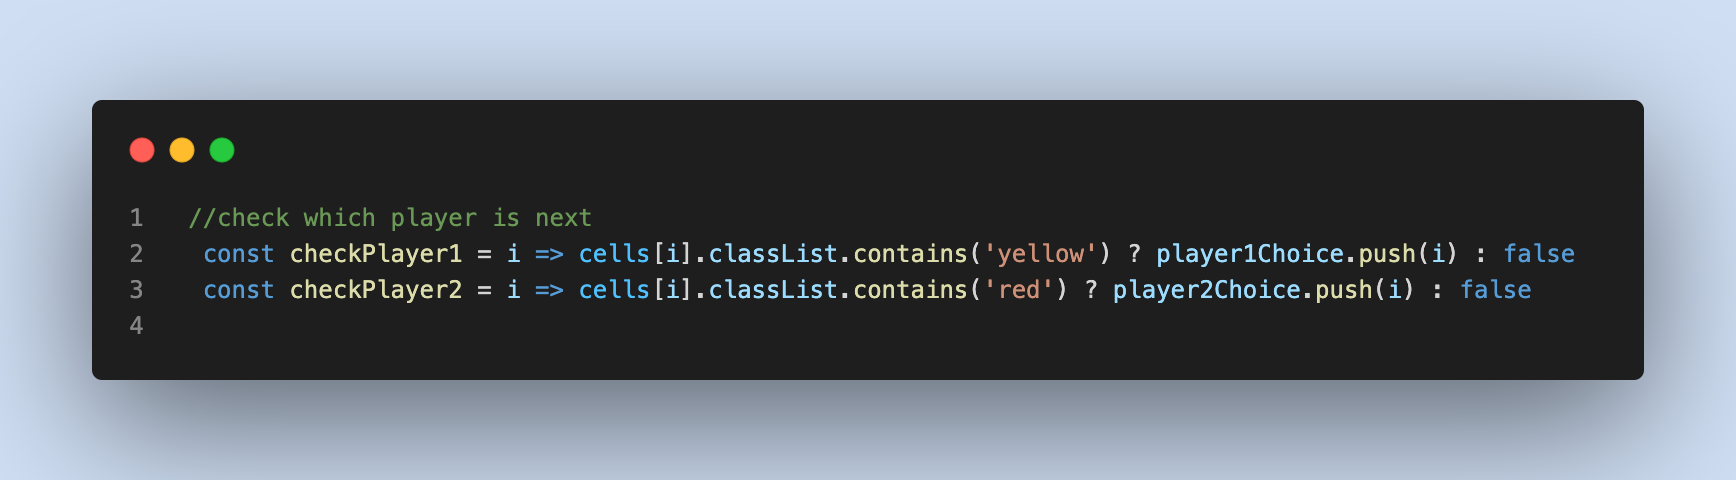 1 //check which player is next
2 const checkPlayer1 = i => cells[i].classList.contains('yellow') ? player1Choice.push(i) : false
3 const checkPlayer2 = i => cells[i].classList.contains('red') ? player2Choice.push(i) : false
4